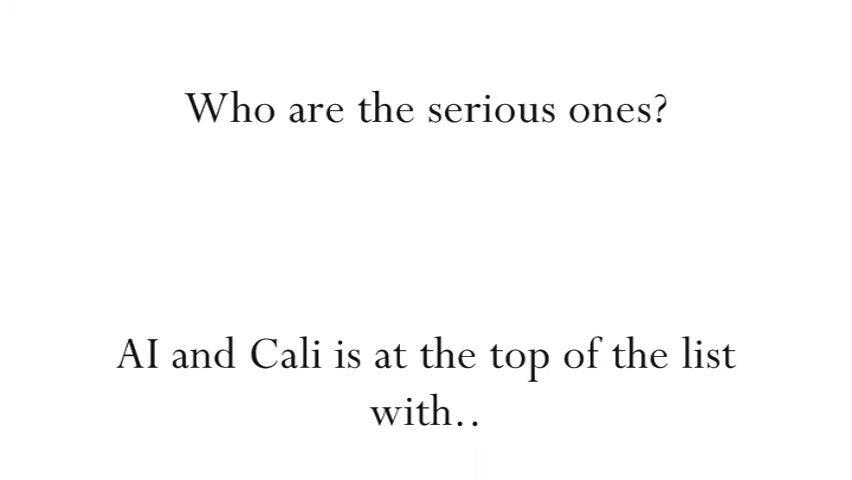 Who are the serious ones?
AI and Cali is at the top of the list
with..